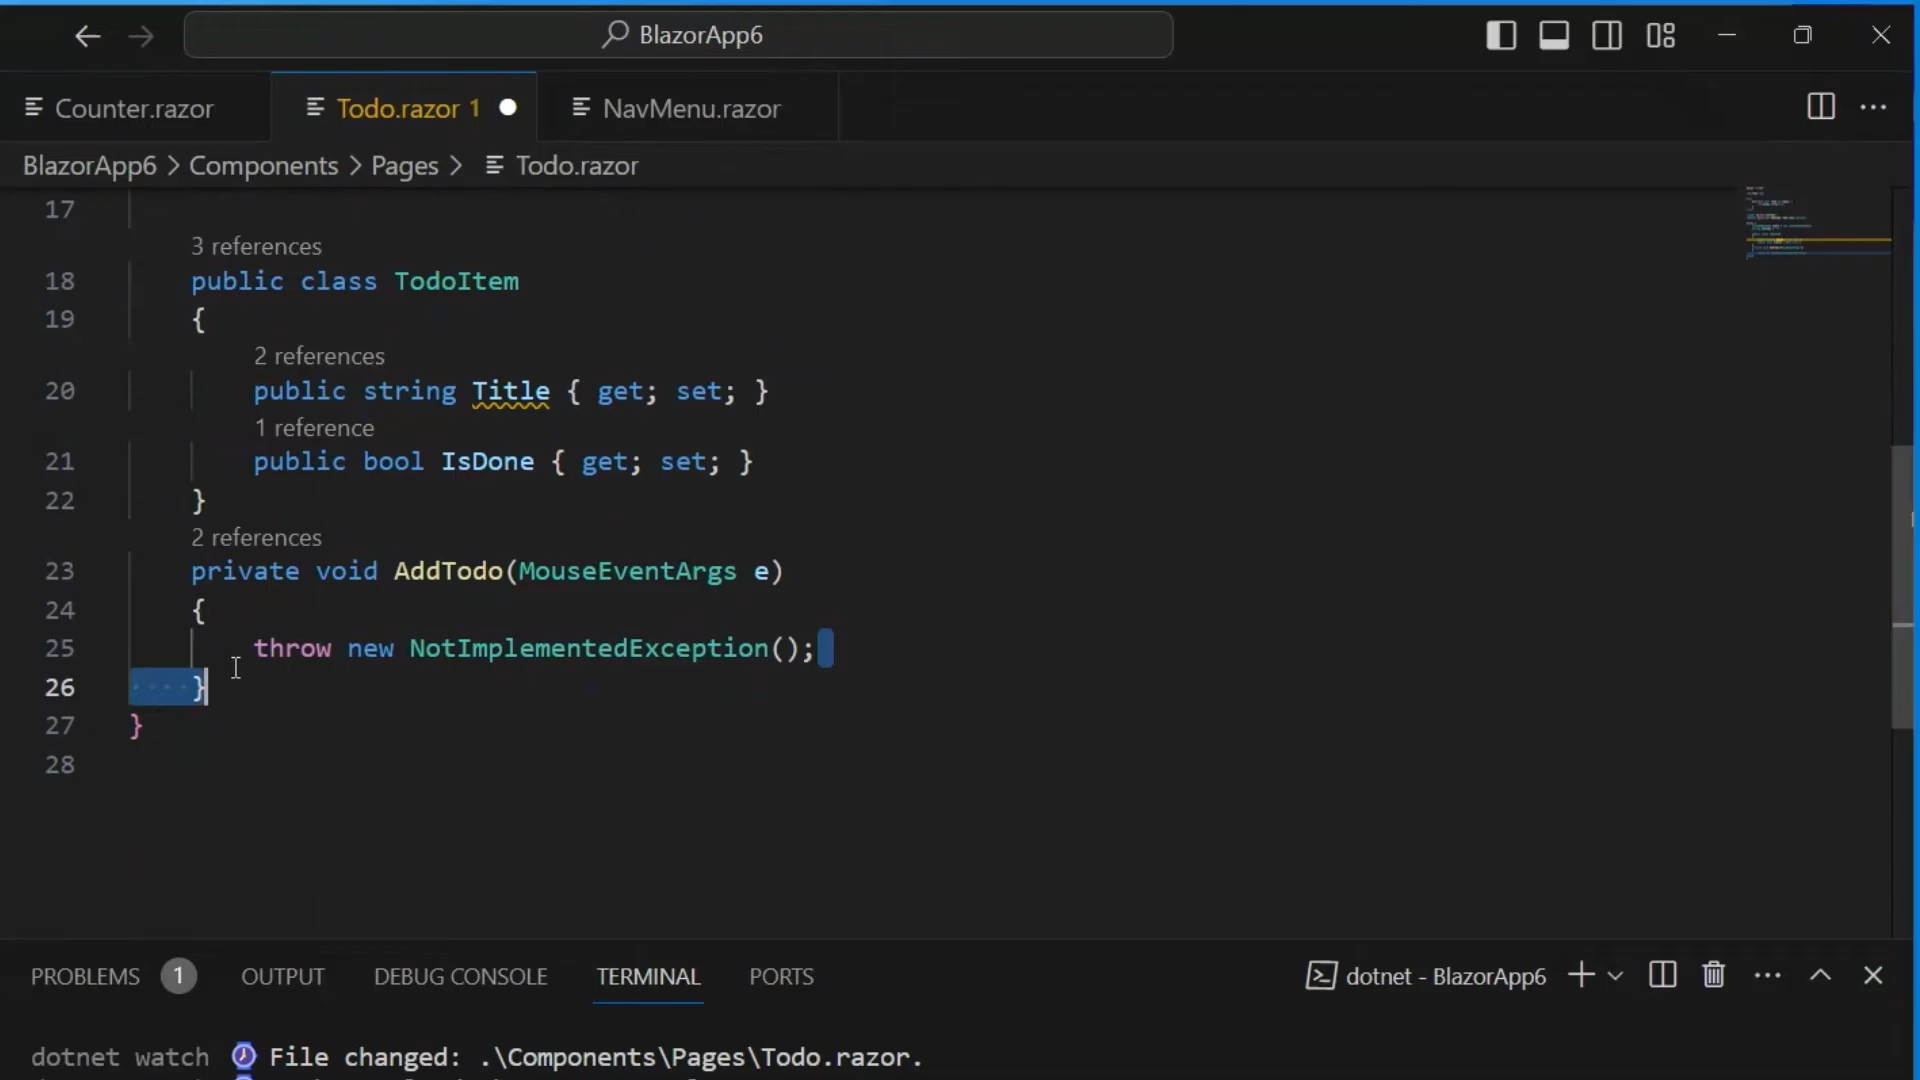 BlazorApp6
Counter.razor
Todo.razor 1
NavMenu.razor
BlazorApp6 > Components > Pages > Todo.razor
17
3 references
18 public class TodoItem
19 {
2 references
20 public string Title { get; set; }
1 reference
21 public bool IsDone { get; set; }
22 }
2 references
23 private void AddTodo(MouseEventArgs e)
24 {
25 throw new NotImplementedException();
26 }
27 }
28
PROBLEMS 1 OUTPUT DEBUG CONSOLE TERMINAL PORTS dotnet - BlazorApp6
dotnet watch File changed: .\Components\Pages\Todo.razor.